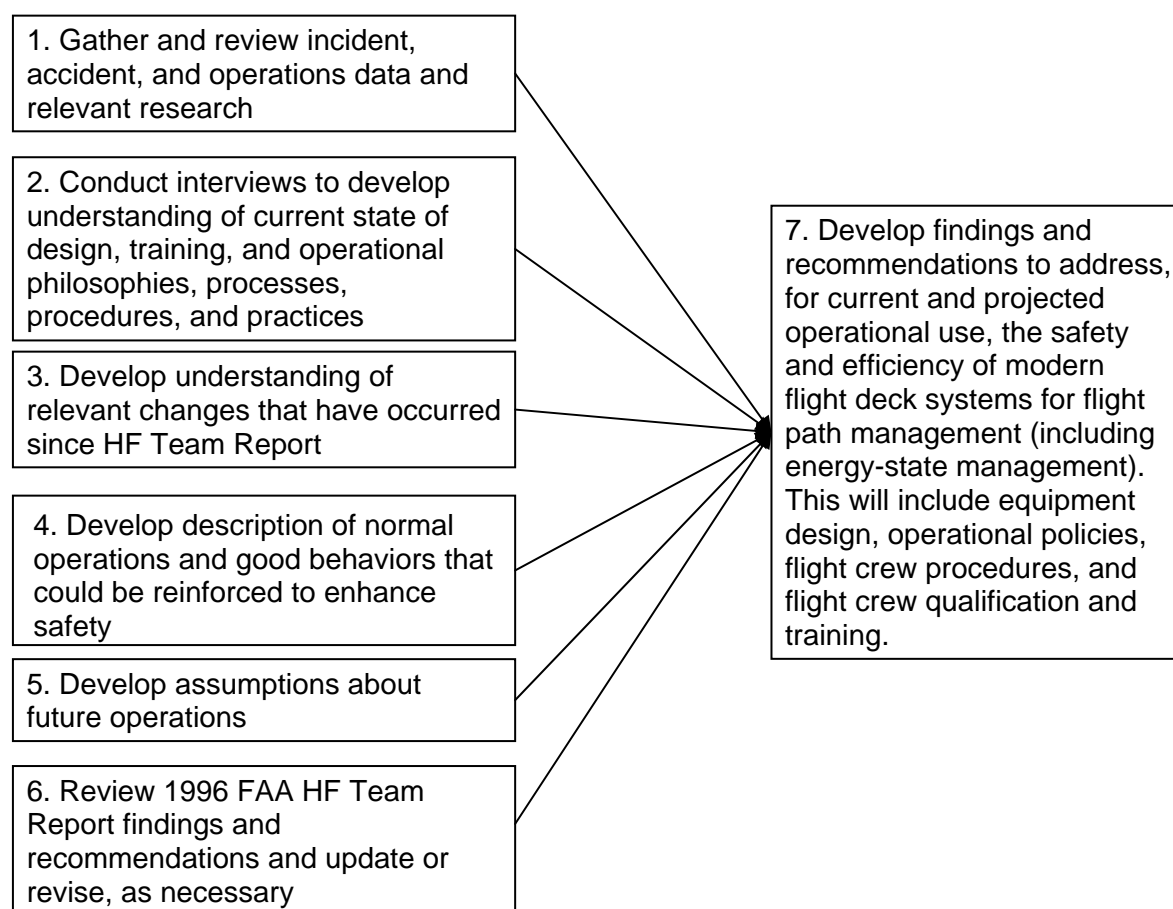 1. Gather and review incident,
accident, and operations data and
relevant research
2. Conduct interviews to develop
understanding of current state of
design, training, and operational
philosophies, processes,
procedures, and practices
3. Develop understanding of
relevant changes that have occurred
since HF Team Report
4. Develop description of normal
operations and good behaviors that
could be reinforced to enhance
safety
5. Develop assumptions about
future operations
6. Review 1996 FAA HF Team
Report findings and
recommendations and update or
revise, as necessary
7. Develop findings and
recommendations to address,
for current and projected
operational use, the safety
and efficiency of modern
flight deck systems for flight
path management (including
energy-state management).
This will include equipment
design, operational policies,
flight crew procedures, and
flight crew qualification and
training.